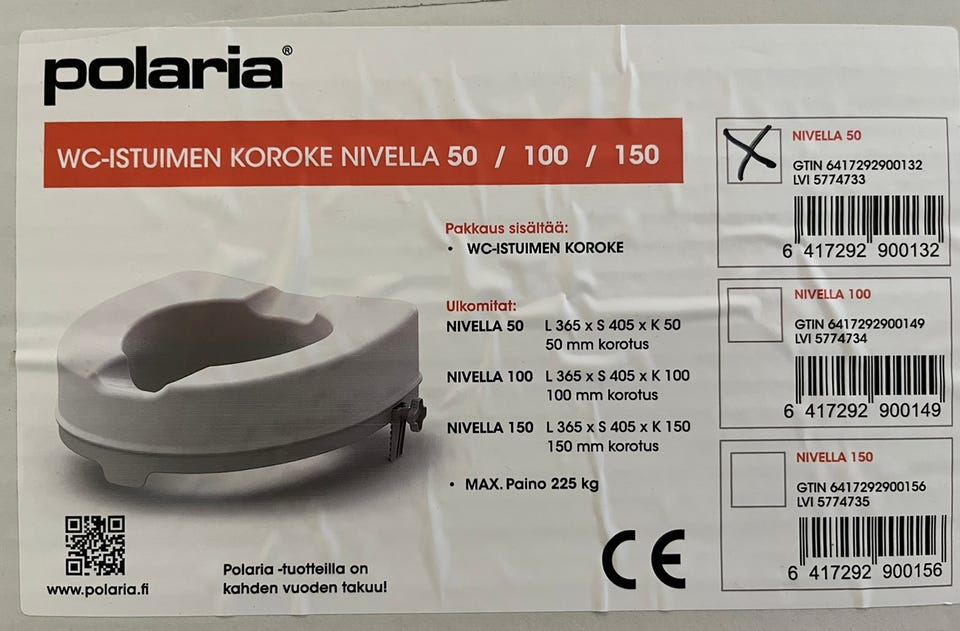 polaria®
WC-ISTUIMEN KOROKE NIVELLA 50 / 100 / 150
Pakkaus sisältää:
• WC-ISTUIMEN KOROKE
Ulkomitat:
NIVELLA 50 L 365 x S 405 x K 50
50 mm korotus
NIVELLA 100 L 365 x S 405 x K 100
100 mm korotus
NIVELLA 150 L 365 x S 405 x K 150
150 mm korotus
• MAX. Paino 225 kg
www.polaria.fi
Polaria -tuotteilla on
kahden vuoden takuu!
CE
NIVELLA 50
GTIN 6417292900132
LVI 5774733
6 417292 900132
NIVELLA 100
GTIN 6417292900149
LVI 5774734
6 417292 900149
NIVELLA 150
GTIN 6417292900156
LVI 5774735
6 417292 900156